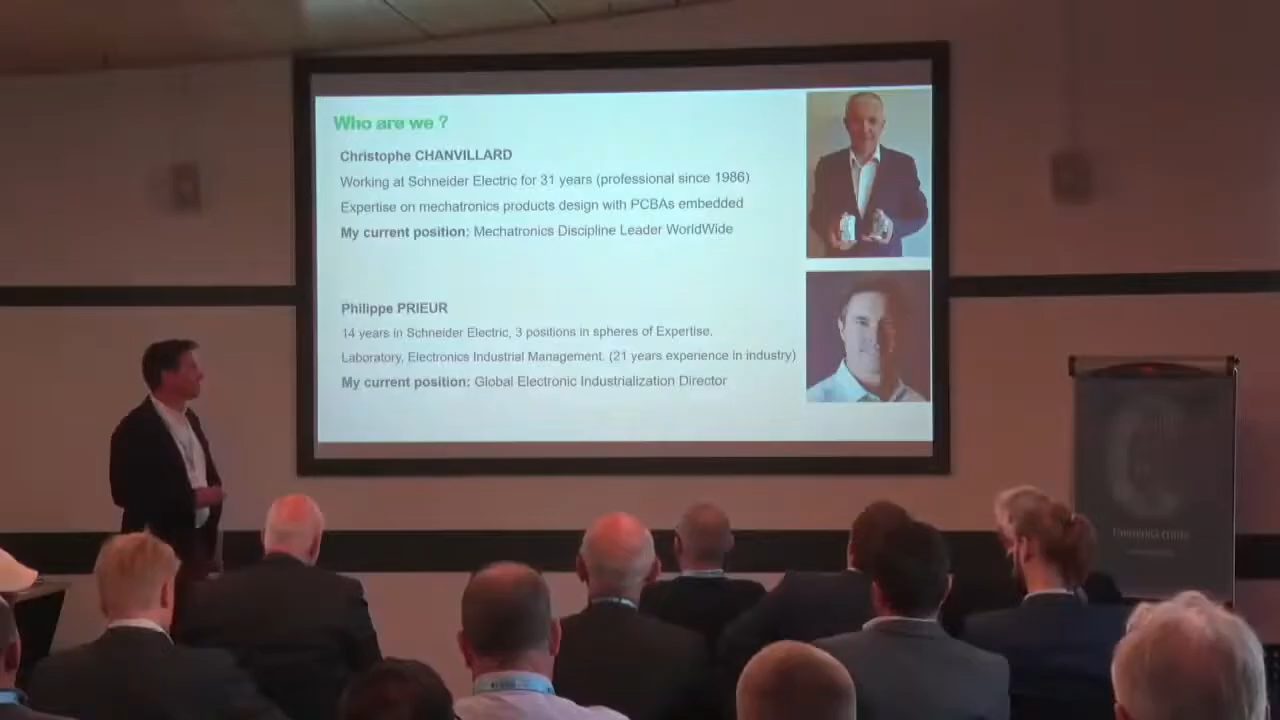 Who are we ?
Christophe CHANVILLARD
Working at Schneider Electric for 31 years (professional since 1986)
Expertise on mechatronics products design with PCBAs embedded
My current position: Mechatronics Discipline Leader WorldWide
Philippe PRIEUR
14 years in Schneider Electric, 3 positions in spheres of Expertise,
Laboratory, Electronics Industrial Management. (21 years experience in industry)
My current position: Global Electronic Industrialization Director